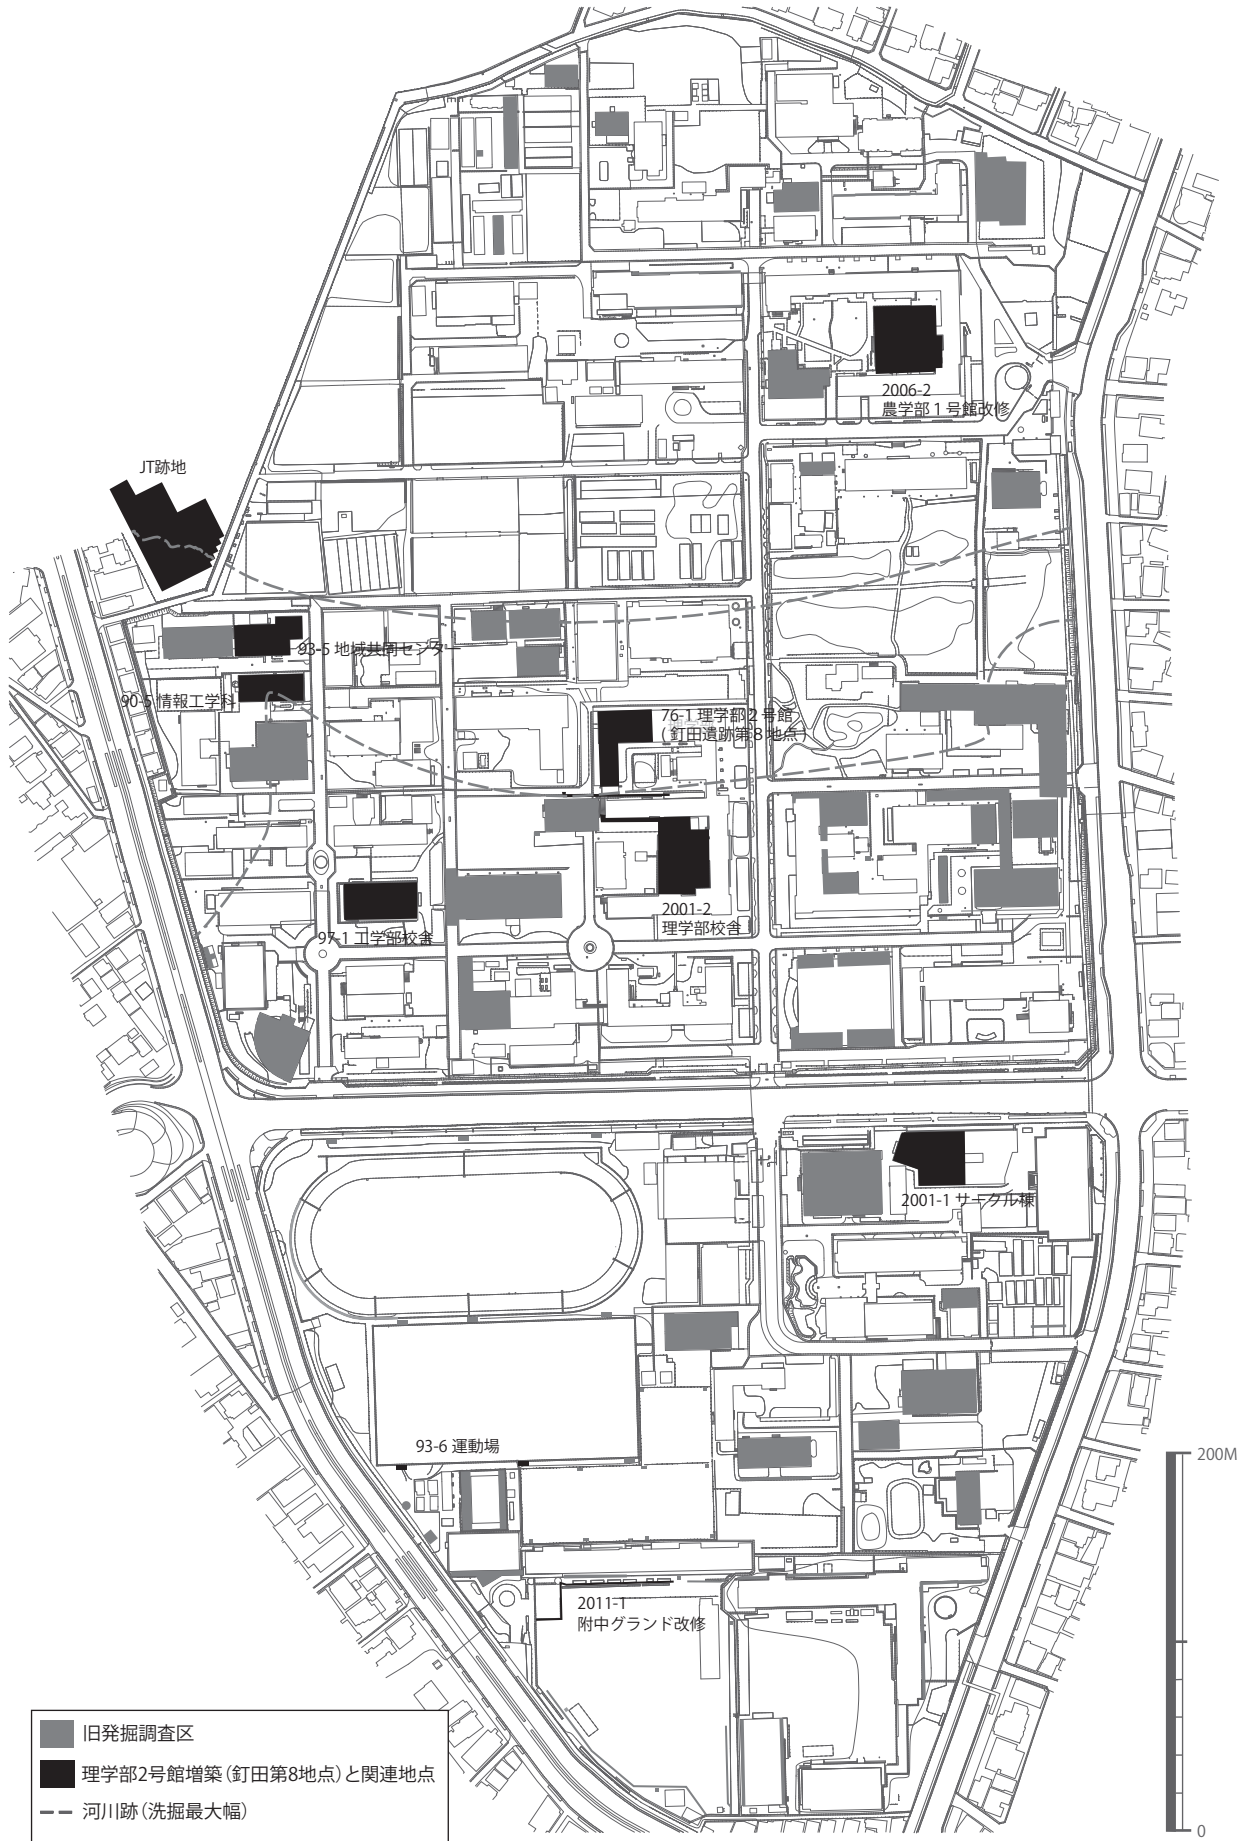 2006-2
農学部１号館改修
JT跡地
93-5 地域共同センター
90-5 情報工学科
76-1 理学部２号館
(釘田遺跡第８地点)
2001-2
理学部校舎
97-1 工学部校舎
2001-1 サークル棟
93-6 運動場
200M
2011-1
附中グランド改修
旧発掘調査区
理学部2号館増築(釘田第8地点)と関連地点
河川跡(洗掘最大幅)
0